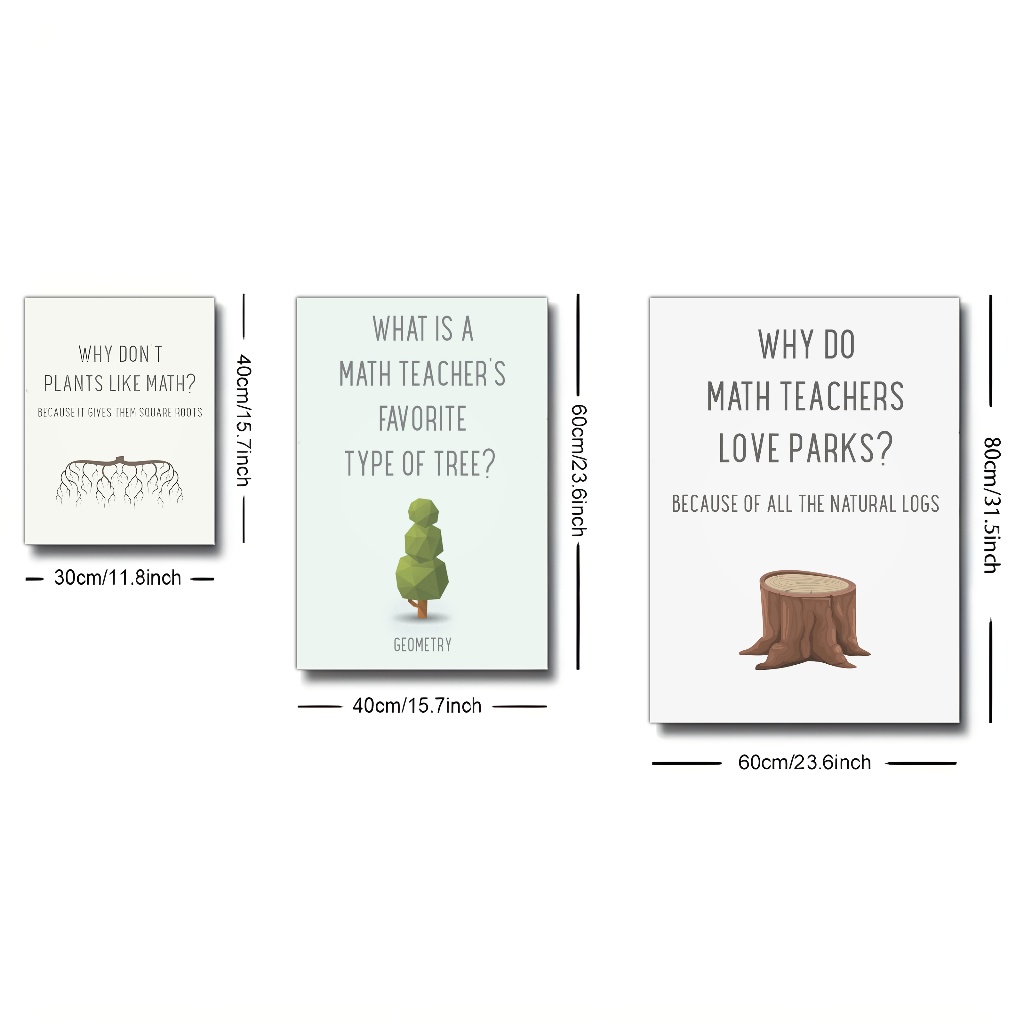 WHY DON T
PLANTS LIKE MATH?
BECAUSE IT GIVES THEM SQUARE ROOTS
40cm/15.7inch
30cm/11.8inch
WHAT IS A
MATH TEACHER'S
FAVORITE
TYPE OF TREE?
GEOMETRY
60cm/23.6inch
40cm/15.7inch
WHY DO
MATH TEACHERS
LOVE PARKS?
BECAUSE OF ALL THE NATURAL LOGS
80cm/31.5inch
60cm/23.6inch